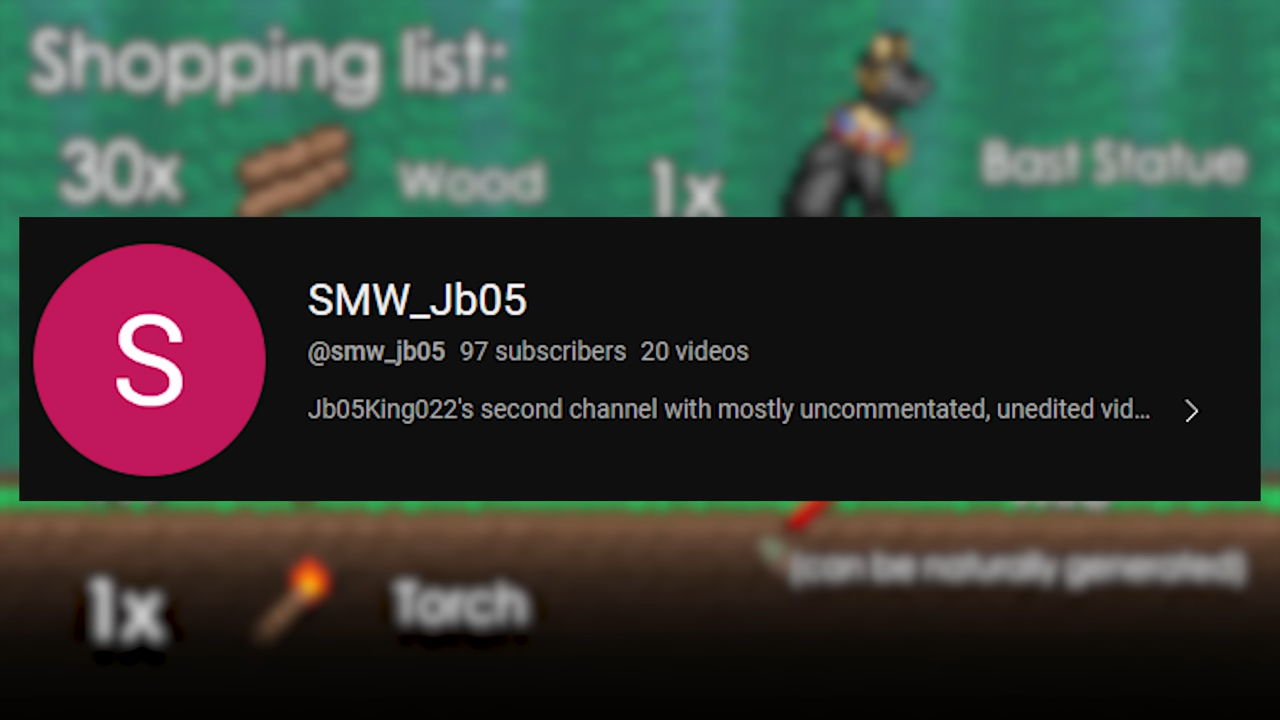 Shopping list:
30x Wood 1x Bast Statue
S
SMW_Jb05
@smw_jb05 97 subscribers 20 videos
Jb05King022's second channel with mostly uncommentated, unedited vid...
(can be naturally generated)
1x Torch